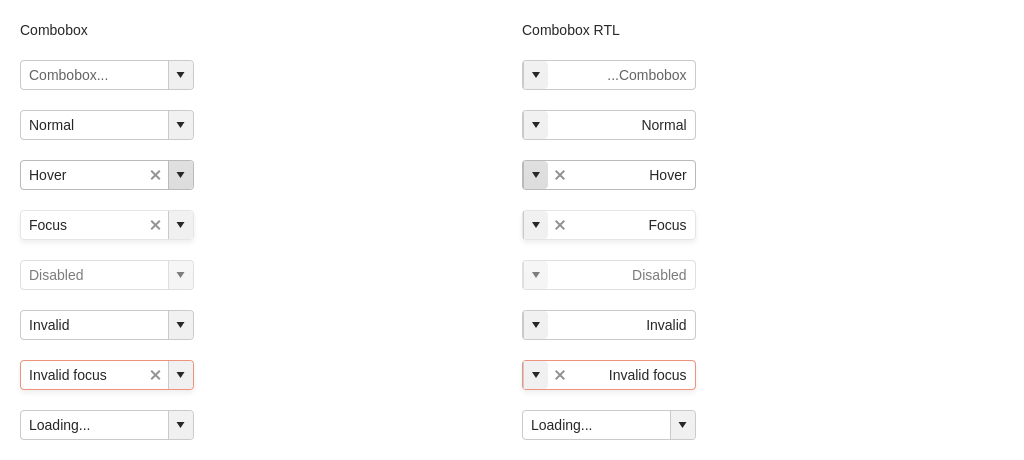 Combobox
Combobox...
Normal
Hover
Focus
Disabled
Invalid
Invalid focus
Loading...
Combobox RTL
...Combobox
Normal
Hover
Focus
Disabled
Invalid
Invalid focus
Loading...